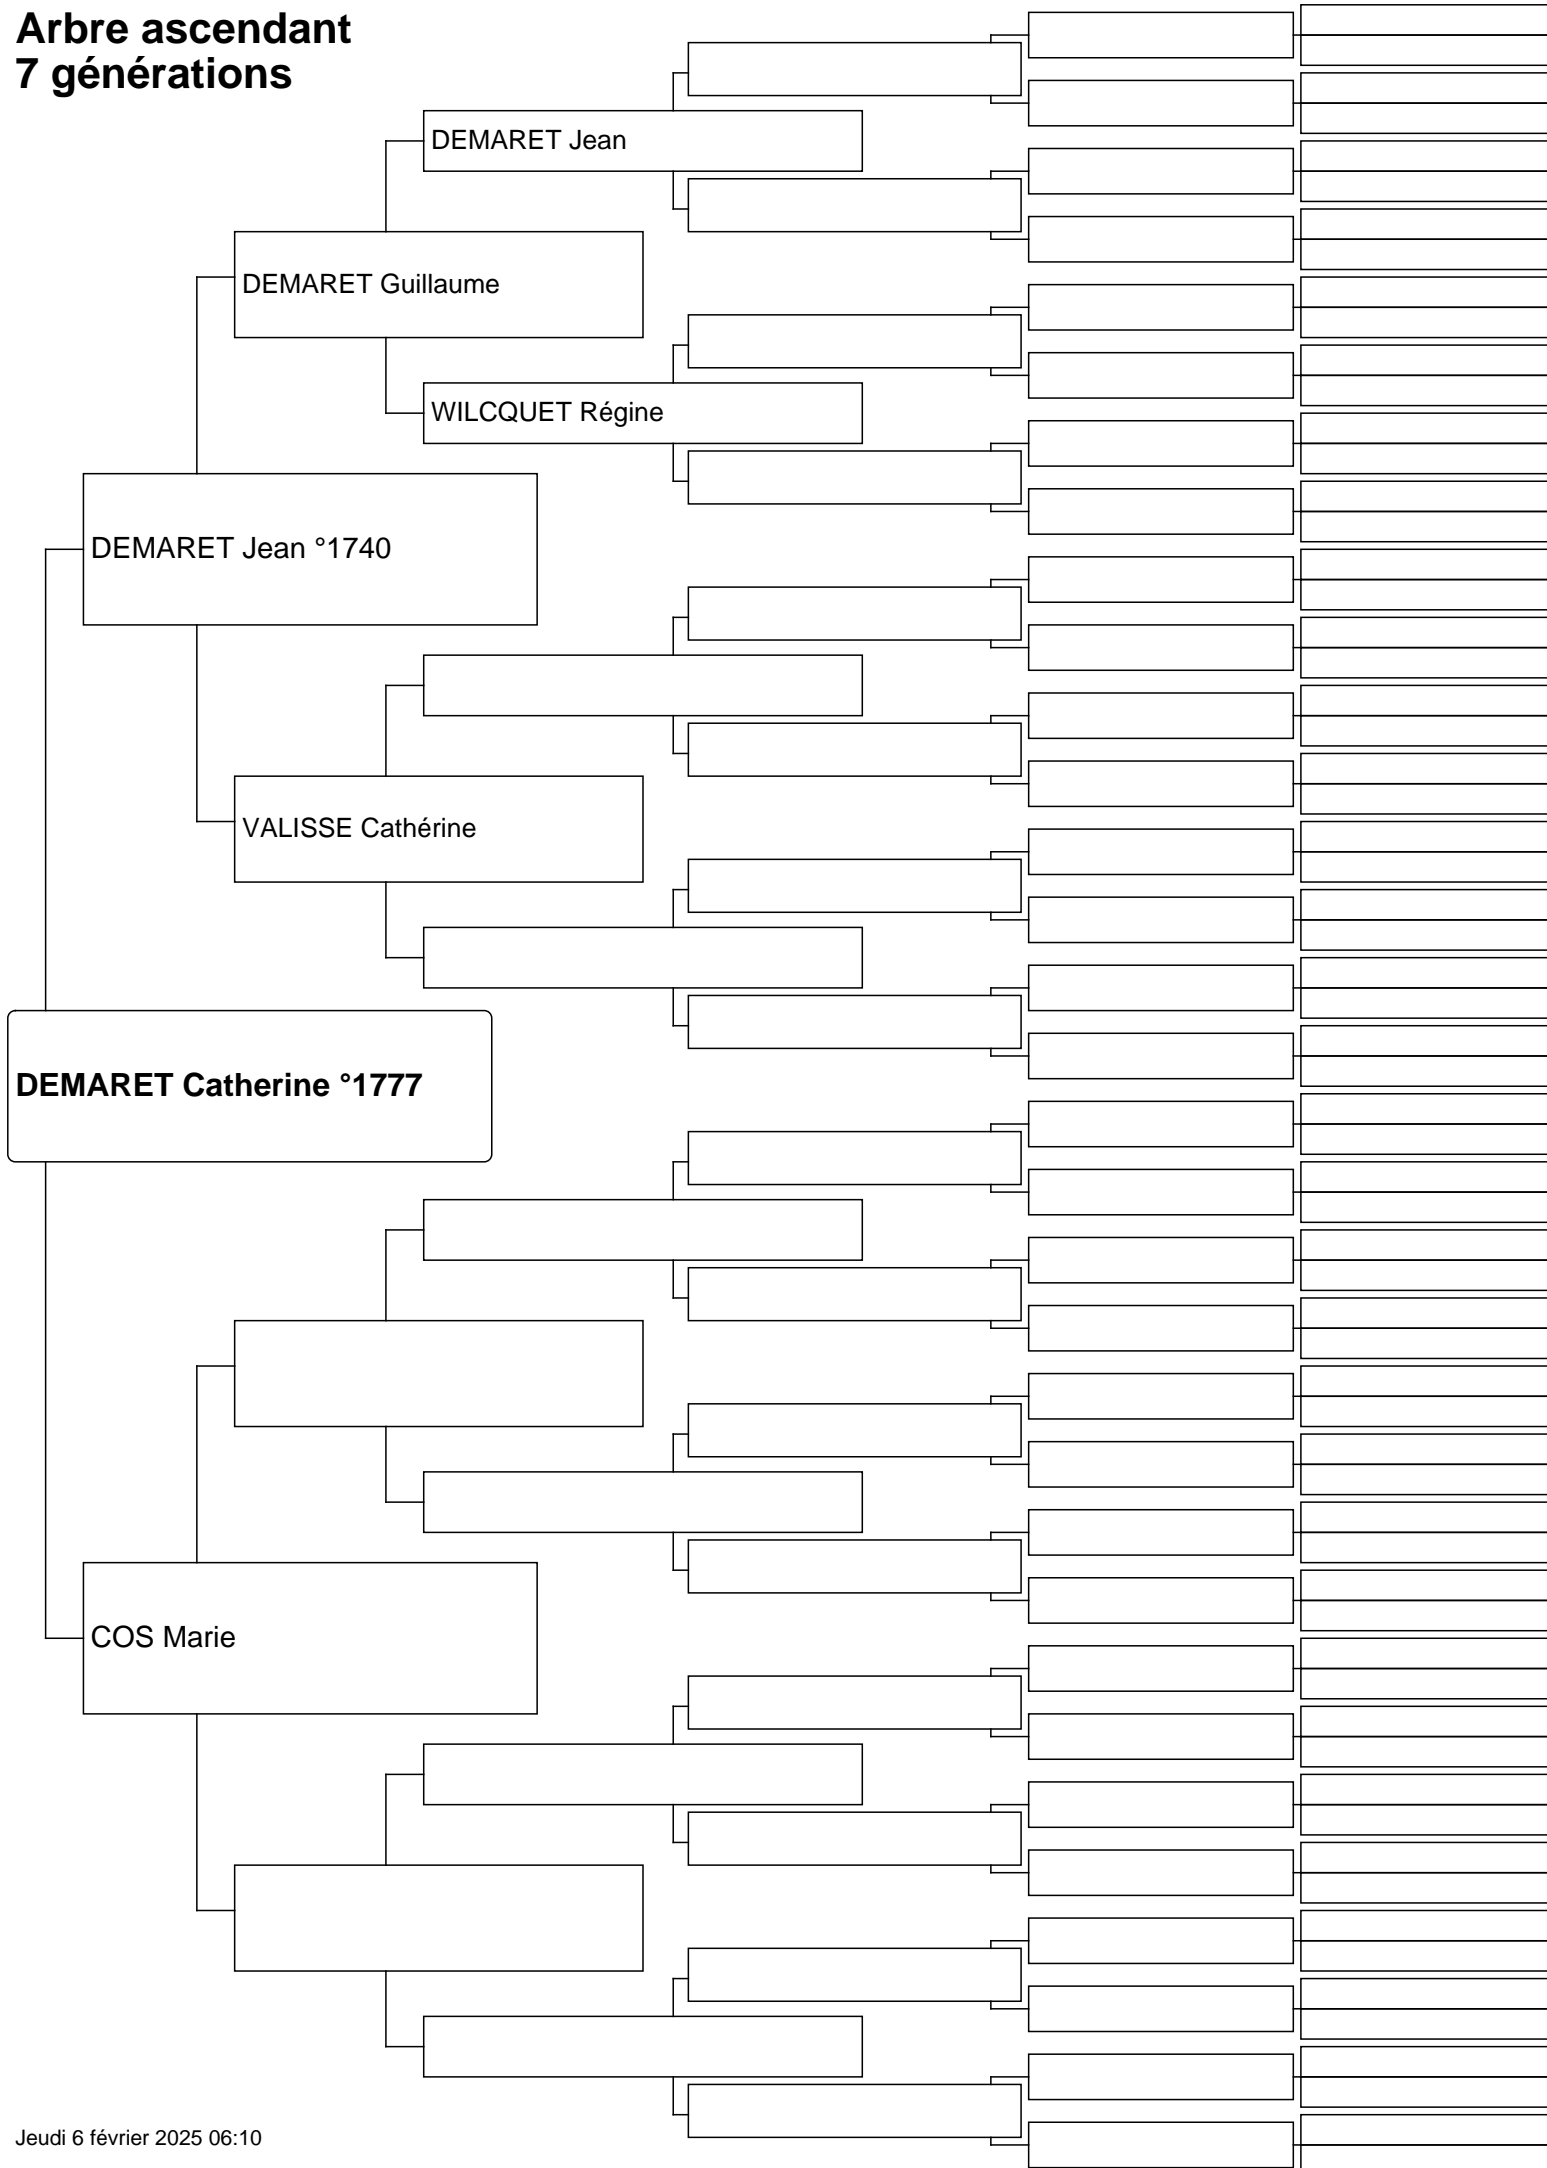 Arbre ascendant
7 générations
DEMARET Jean
DEMARET Guillaume
WILCQUET Régine
DEMARET Jean °1740
VALISSE Cathérine
DEMARET Catherine °1777
COS Marie
Jeudi 6 février 2025 06:10